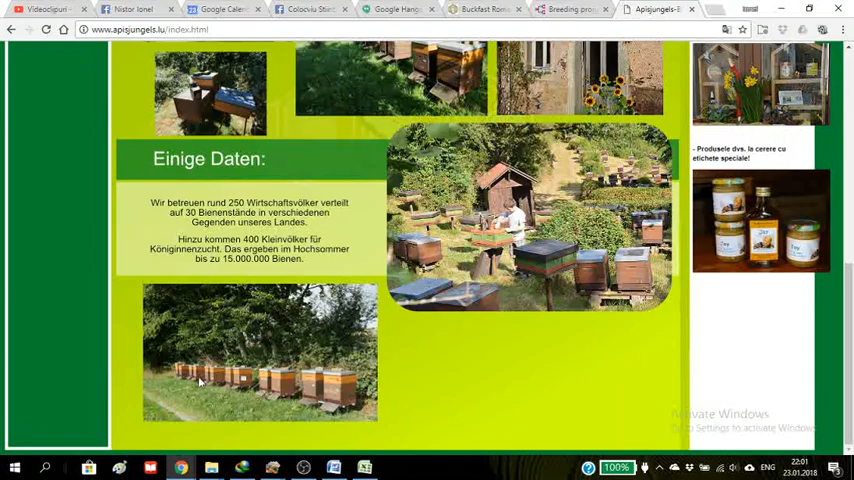 Videoclipuri -
Nistor Ionel
Google Calen
Colocviu Stiint
Google Hang
Buckfast Roma
Breeding pro
Apisjungels-B
www.apisjungels.lu/index.html
Einige Daten:
Wir betreuen rund 250 Wirtschaftsvölker verteilt
auf 30 Bienenstände in verschiedenen
Gegenden unseres Landes.
Hinzu kommen 400 Kleinvölker für
Königinnenzucht. Das ergeben im Hochsommer
bis zu 15.000.000 Bienen.
- Produsele dvs. la cerere cu
etichete speciale!
Activate Windows
Go to Settings to activate Windows.
100%
ENG
22:01
23.01.2018